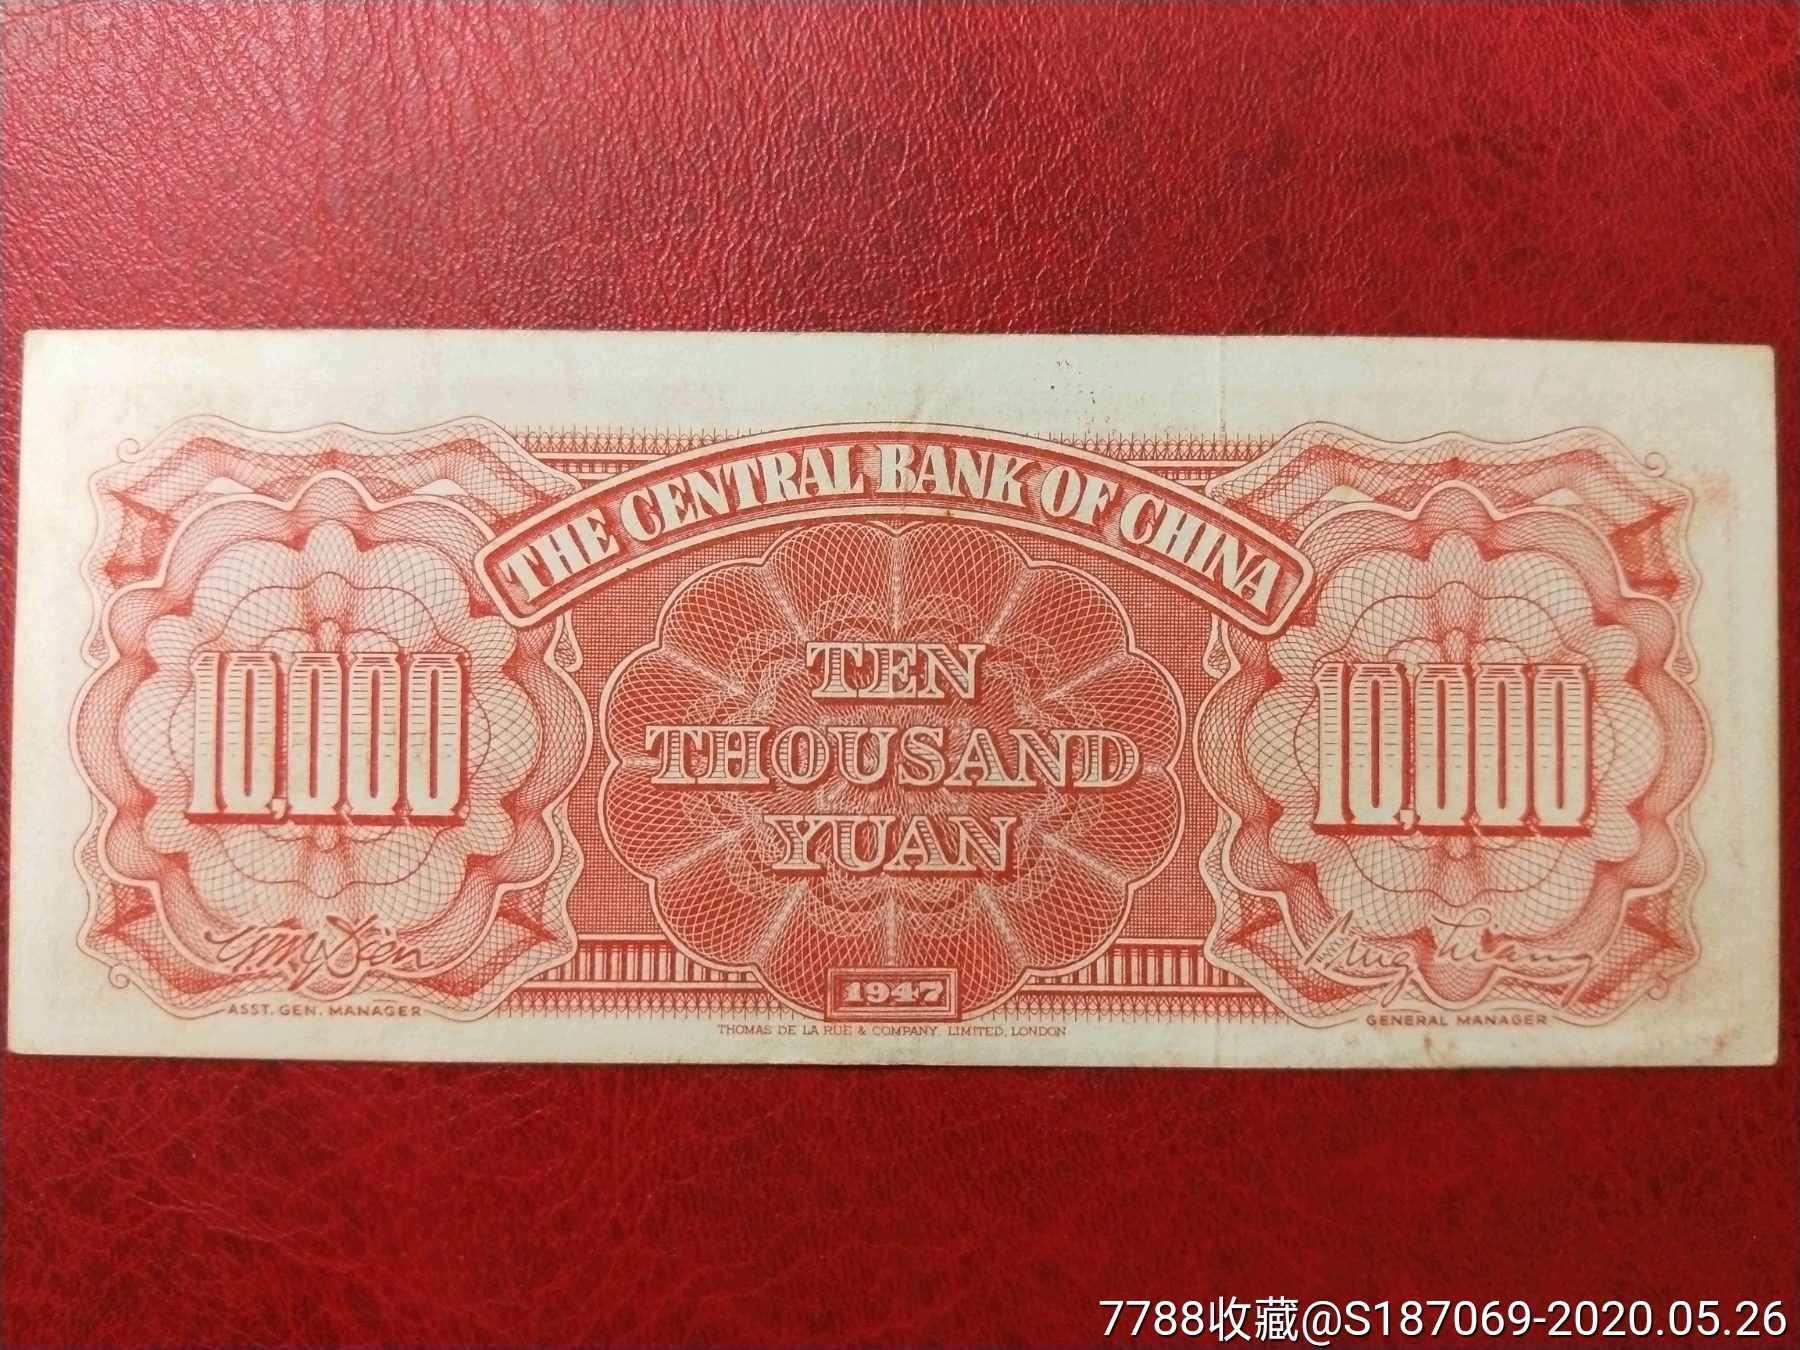 THE CENTRAL BANK OF CHINA
TEN
THOUSAND
YUAN
10,000
10,000
1947
ASST. GEN. MANAGER
GENERAL MANAGER
THOMAS DE LA RUE & COMPANY, LIMITED, LONDON
7788收藏@S187069-2020.05.26